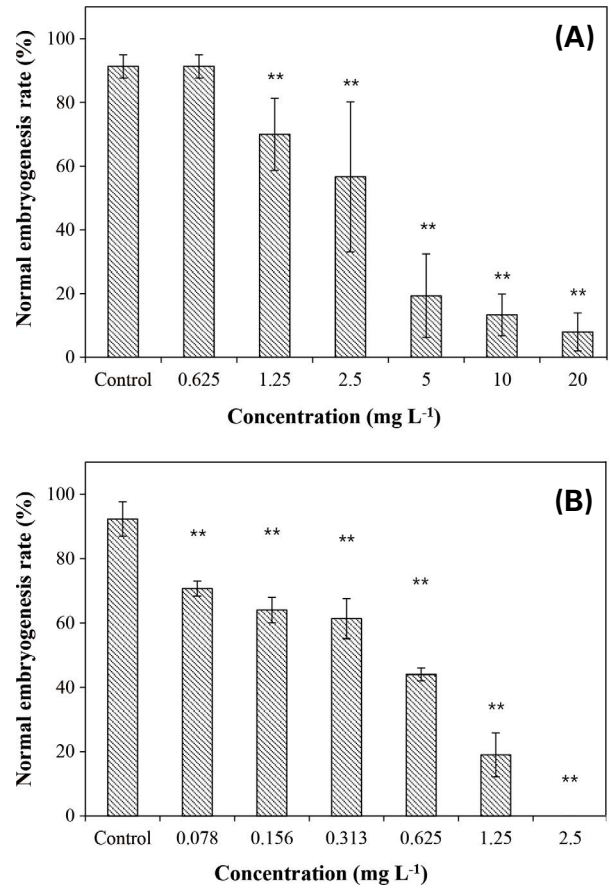 (A)
Normal embryogenesis rate (%)
100
80
60
40
20
0
** ** ** ** **
Control 0.625 1.25 2.5 5 10 20
Concentration (mg L-1)
(B)
Normal embryogenesis rate (%)
100
80
60
40
20
0
** ** ** ** ** **
Control 0.078 0.156 0.313 0.625 1.25 2.5
Concentration (mg L-1)